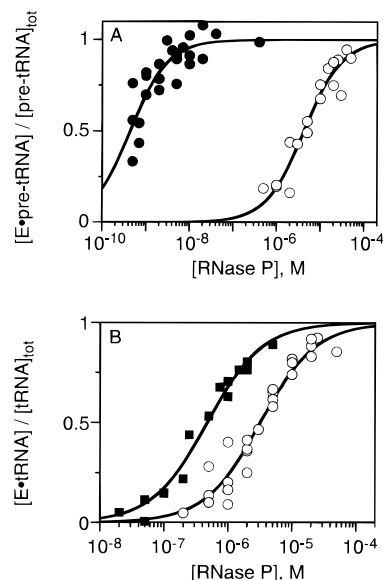 A
[E•pre-tRNA] / [pre-tRNA]tot
1
0.5
0
10-10
10-8
10-6
10-4
[RNase P], M
B
[E•tRNA] / [tRNA]tot
1
0.5
0
10-8
10-7
10-6
10-5
10-4
[RNase P], M